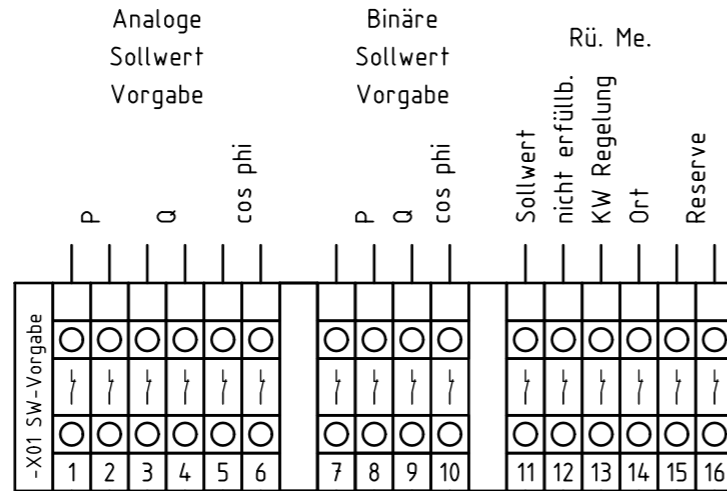 Analoge
Sollwert
Vorgabe
Binäre
Sollwert
Vorgabe
Rü. Me.
P
Q
cos phi
P
Q
cos phi
Sollwert
nicht erfüllb.
KW Regelung
Ort
Reserve
-X01 SW-Vorgabe
1 2 3 4 5 6 7 8 9 10 11 12 13 14 15 16